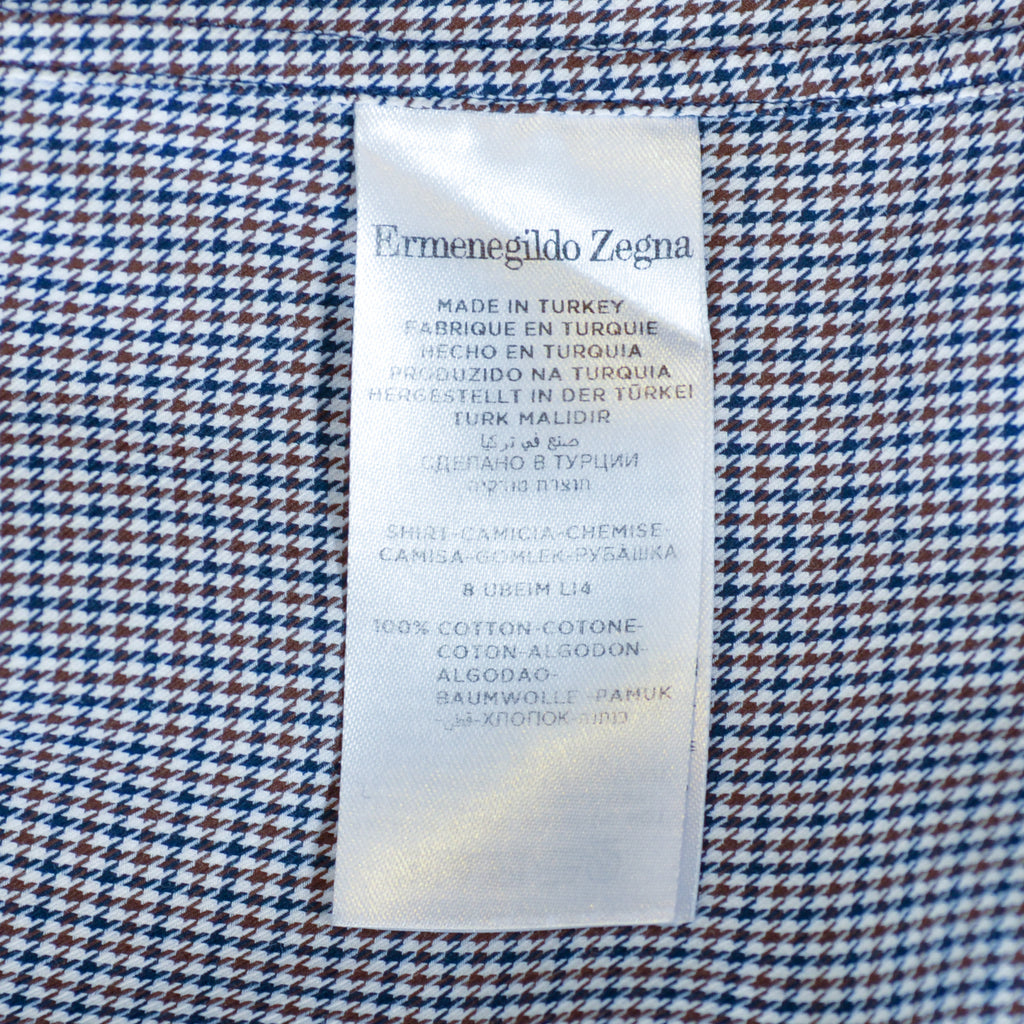 Ermenegildo Zegna
MADE IN TURKEY
FABRIQUE EN TURQUIE
HECHO EN TURQUIA
PRODUZIDO NA TURQUIA
HERGESTELLT IN DER TÜRKEI
TURK MALIDIR
صنع في تركيا
СДЕЛАНО В ТУРЦИИ
תוצרת טורקיה
SHIRT-CAMICIA-CHEMISE-
CAMISA-GOMLEK-РУБАШКА
8 UBEIM LI4
100% COTTON-COTONE-
COTON-ALGODON-
ALGODAO-
BAUMWOLLE -PAMUK
-ХЛОПОК-